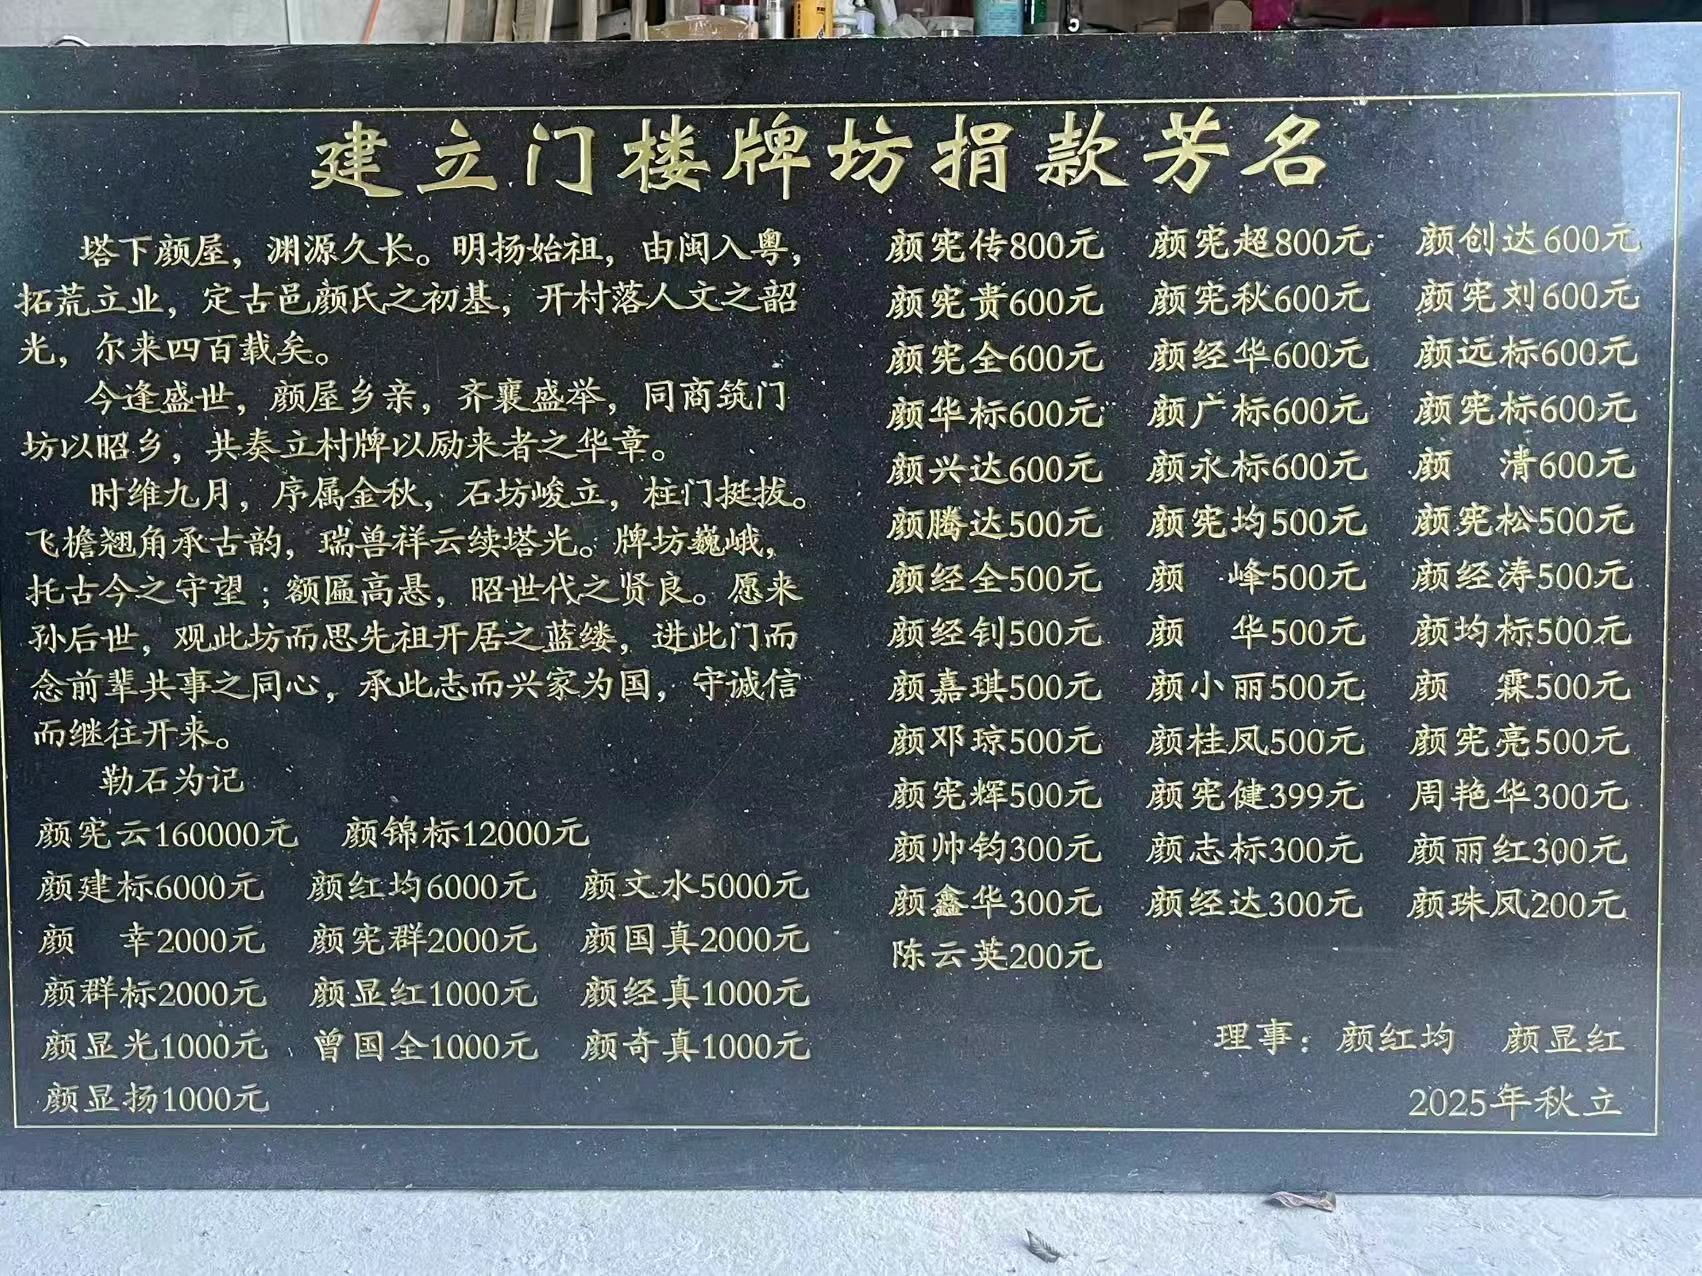 建立门楼牌坊捐款芳名
塔下颜屋，渊源久长。明扬始祖，由闽入粤，
拓荒立业，定古邑颜氏之初基，开村落人文之韶
光，尔来四百载矣。
今逢盛世，颜屋乡亲，齐襄盛举，同商筑门
坊以昭乡，共奏立村牌以励来者之华章。
时维九月，序属金秋，石坊峻立，柱门挺拔。
飞檐翘角承古韵，瑞兽祥云续塔光。牌坊巍峨，
托古今之守望；额匾高悬，昭世代之贤良。愿来
孙后世，观此坊而思先祖开居之蓝缕，进此门而
念前辈共事之同心，承此志而兴家为国，守诚信
而继往开来。
勒石为记
颜宪云160000元 颜锦标12000元
颜建标6000元 颜红均6000元 颜文水5000元
颜 幸2000元 颜宪群2000元 颜国真2000元
颜群标2000元 颜显红1000元 颜经真1000元
颜显光1000元 曾国全1000元 颜奇真1000元
颜显扬1000元
颜宪传800元 颜宪超800元 颜创达600元
颜宪贵600元 颜宪秋600元 颜宪刘600元
颜宪全600元 颜经华600元 颜远标600元
颜华标600元 颜广标600元 颜宪标600元
颜兴达600元 颜永标600元 颜 清600元
颜腾达500元 颜宪均500元 颜宪松500元
颜经全500元 颜 峰500元 颜经涛500元
颜经钊500元 颜 华500元 颜均标500元
颜嘉琪500元 颜小丽500元 颜 霖500元
颜邓琼500元 颜桂凤500元 颜宪亮500元
颜宪辉500元 颜宪健399元 周艳华300元
颜帅钧300元 颜志标300元 颜丽红300元
颜鑫华300元 颜经达300元 颜珠凤200元
陈云英200元
理事：颜红均 颜显红
2025年秋立